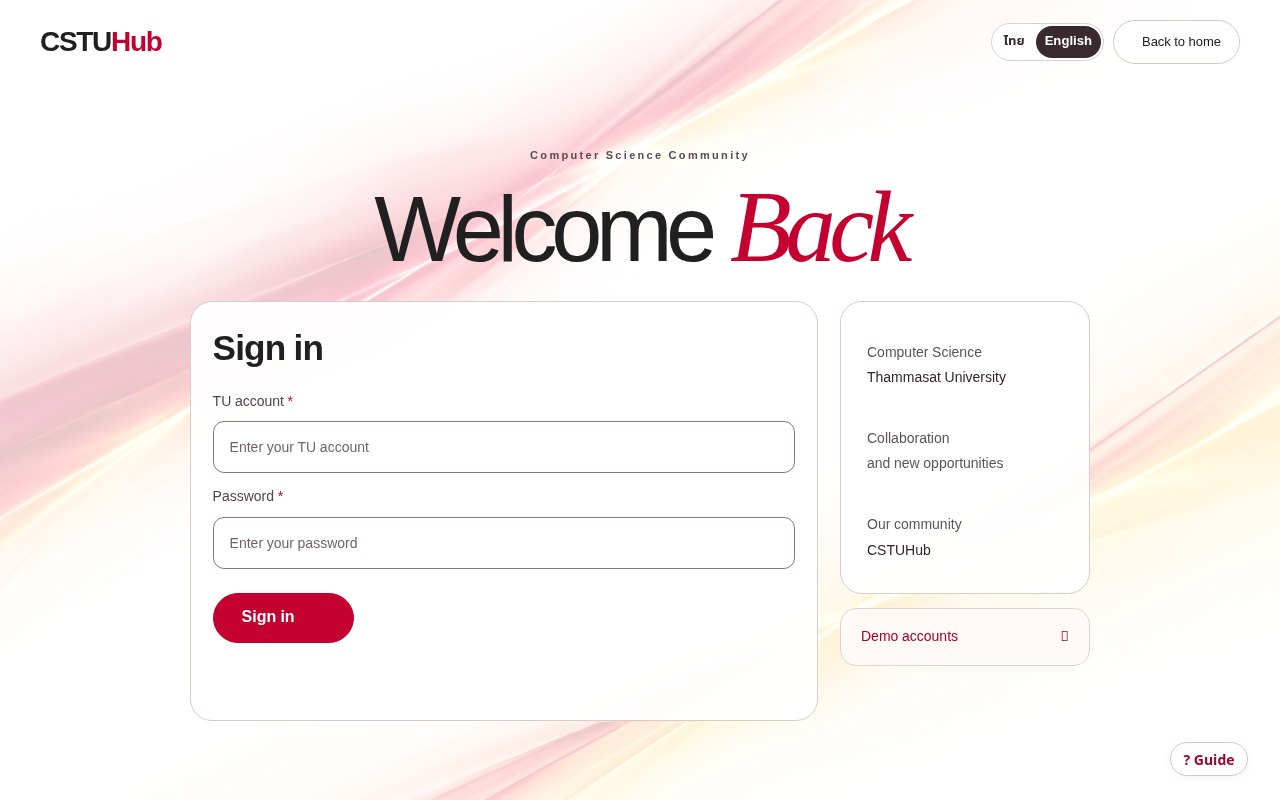 CSTUHub
ไทย
English
Back to home
Computer Science Community
Welcome Back
Sign in
TU account *
Enter your TU account
Password *
Enter your password
Sign in
Computer Science
Thammasat University
Collaboration
and new opportunities
Our community
CSTUHub
Demo accounts
? Guide